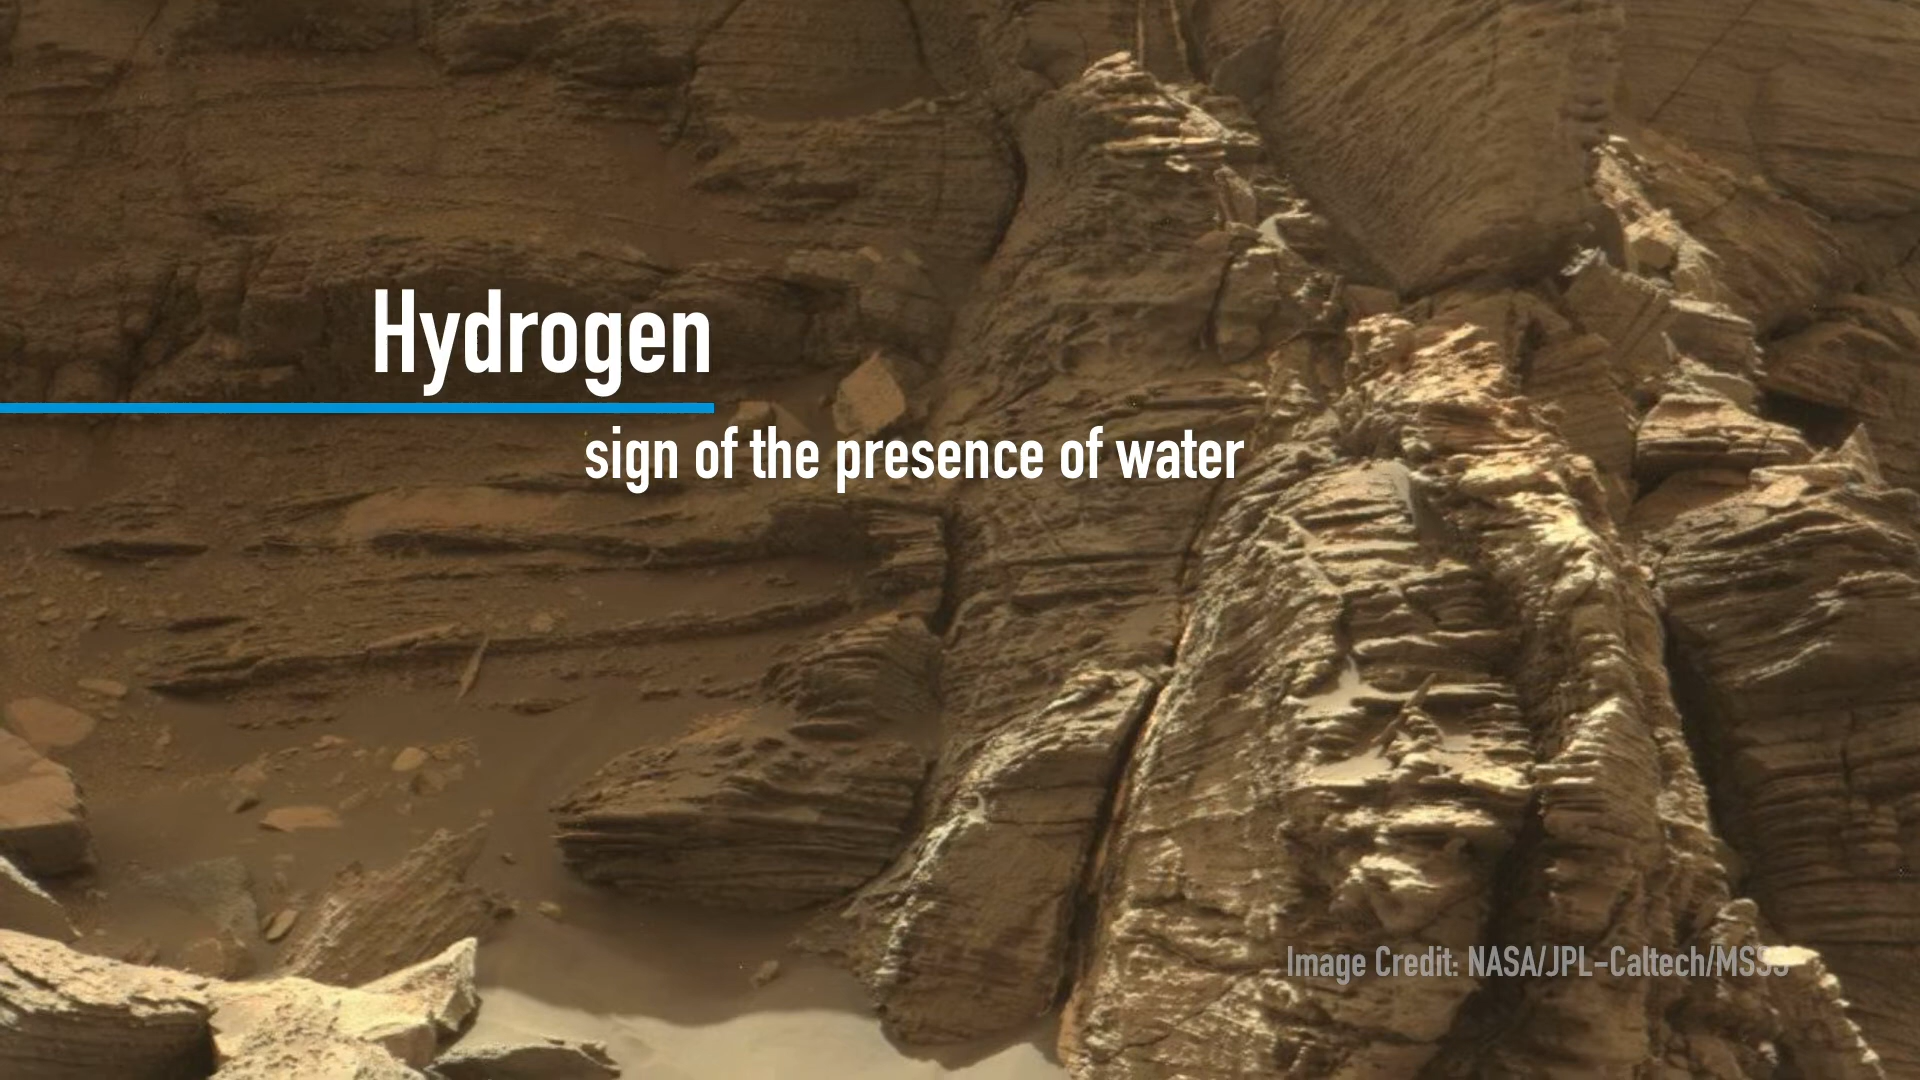 Hydrogen
sign of the presence of water
Image Credit: NASA/JPL-Caltech/MSSS